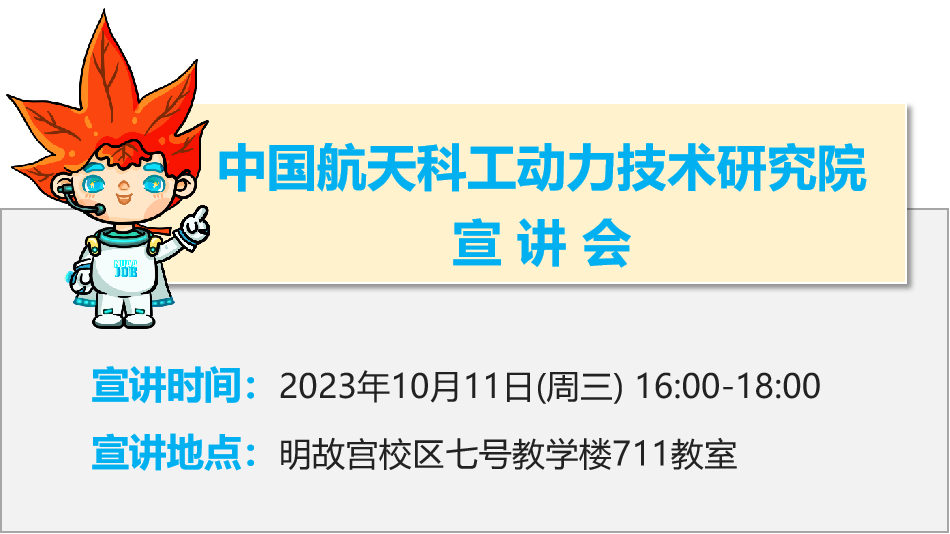 中国航天科工动力技术研究院
宣讲会
JOB
宣讲时间：2023年10月11日(周三) 16:00-18:00
宣讲地点：明故宫校区七号教学楼711教室